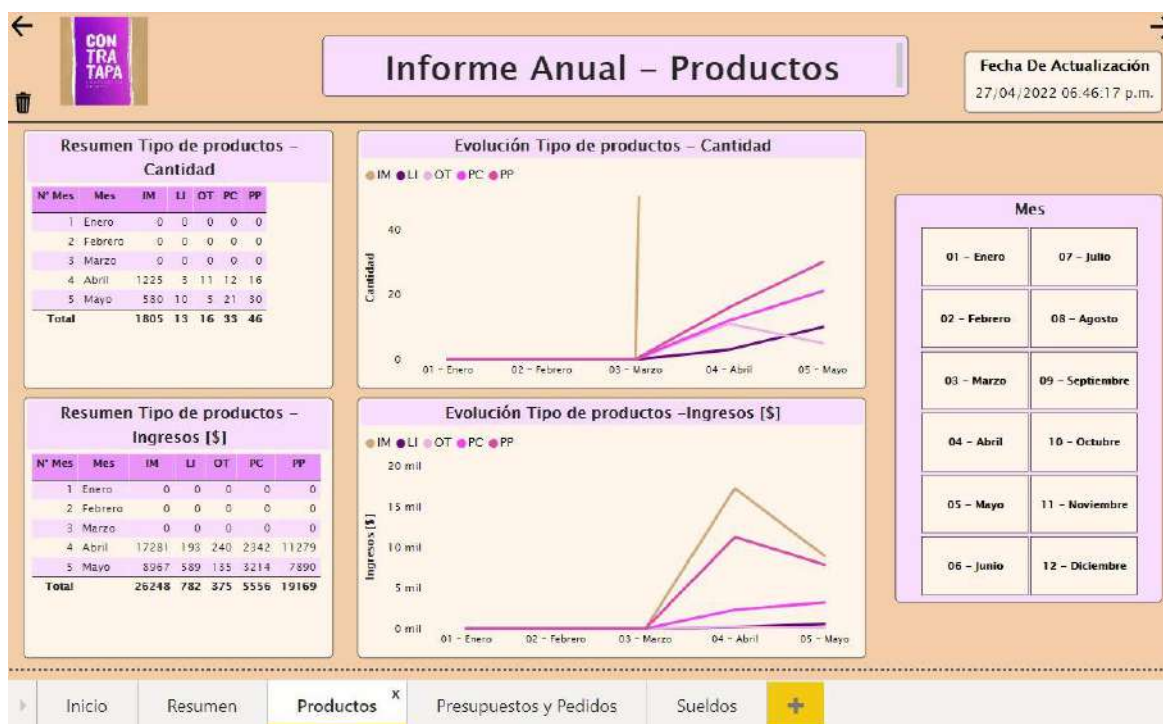 CON
TRA
TAPA
Informe Anual – Productos
Fecha De Actualización
27/04/2022 06:46:17 p.m.
Resumen Tipo de productos –
Cantidad
N° Mes Mes IM LI OT PC PP
1 Enero 0 0 0 0 0
2 Febrero 0 0 0 0 0
3 Marzo 0 0 0 0 0
4 Abril 1225 3 11 12 16
5 Mayo 580 10 5 21 30
Total 1805 13 16 33 46
Evolución Tipo de productos – Cantidad
IM LI OT PC PP
Cantidad
40
20
0
01 – Enero 02 – Febrero 03 – Marzo 04 – Abril 05 – Mayo
Resumen Tipo de productos –
Ingresos [$]
N° Mes Mes IM LI OT PC PP
1 Enero 0 0 0 0 0
2 Febrero 0 0 0 0 0
3 Marzo 0 0 0 0 0
4 Abril 17281 193 240 2342 11279
5 Mayo 8967 589 135 3214 7890
Total 26248 782 375 5556 19169
Evolución Tipo de productos –Ingresos [$]
IM LI OT PC PP
Ingresos [$]
20 mil
15 mil
10 mil
5 mil
0 mil
01 – Enero 02 – Febrero 03 – Marzo 04 – Abril 05 – Mayo
Mes
01 – Enero 07 – Julio
02 – Febrero 08 – Agosto
03 – Marzo 09 – Septiembre
04 – Abril 10 – Octubre
05 – Mayo 11 – Noviembre
06 – Junio 12 – Diciembre
Inicio Resumen Productos x Presupuestos y Pedidos Sueldos +